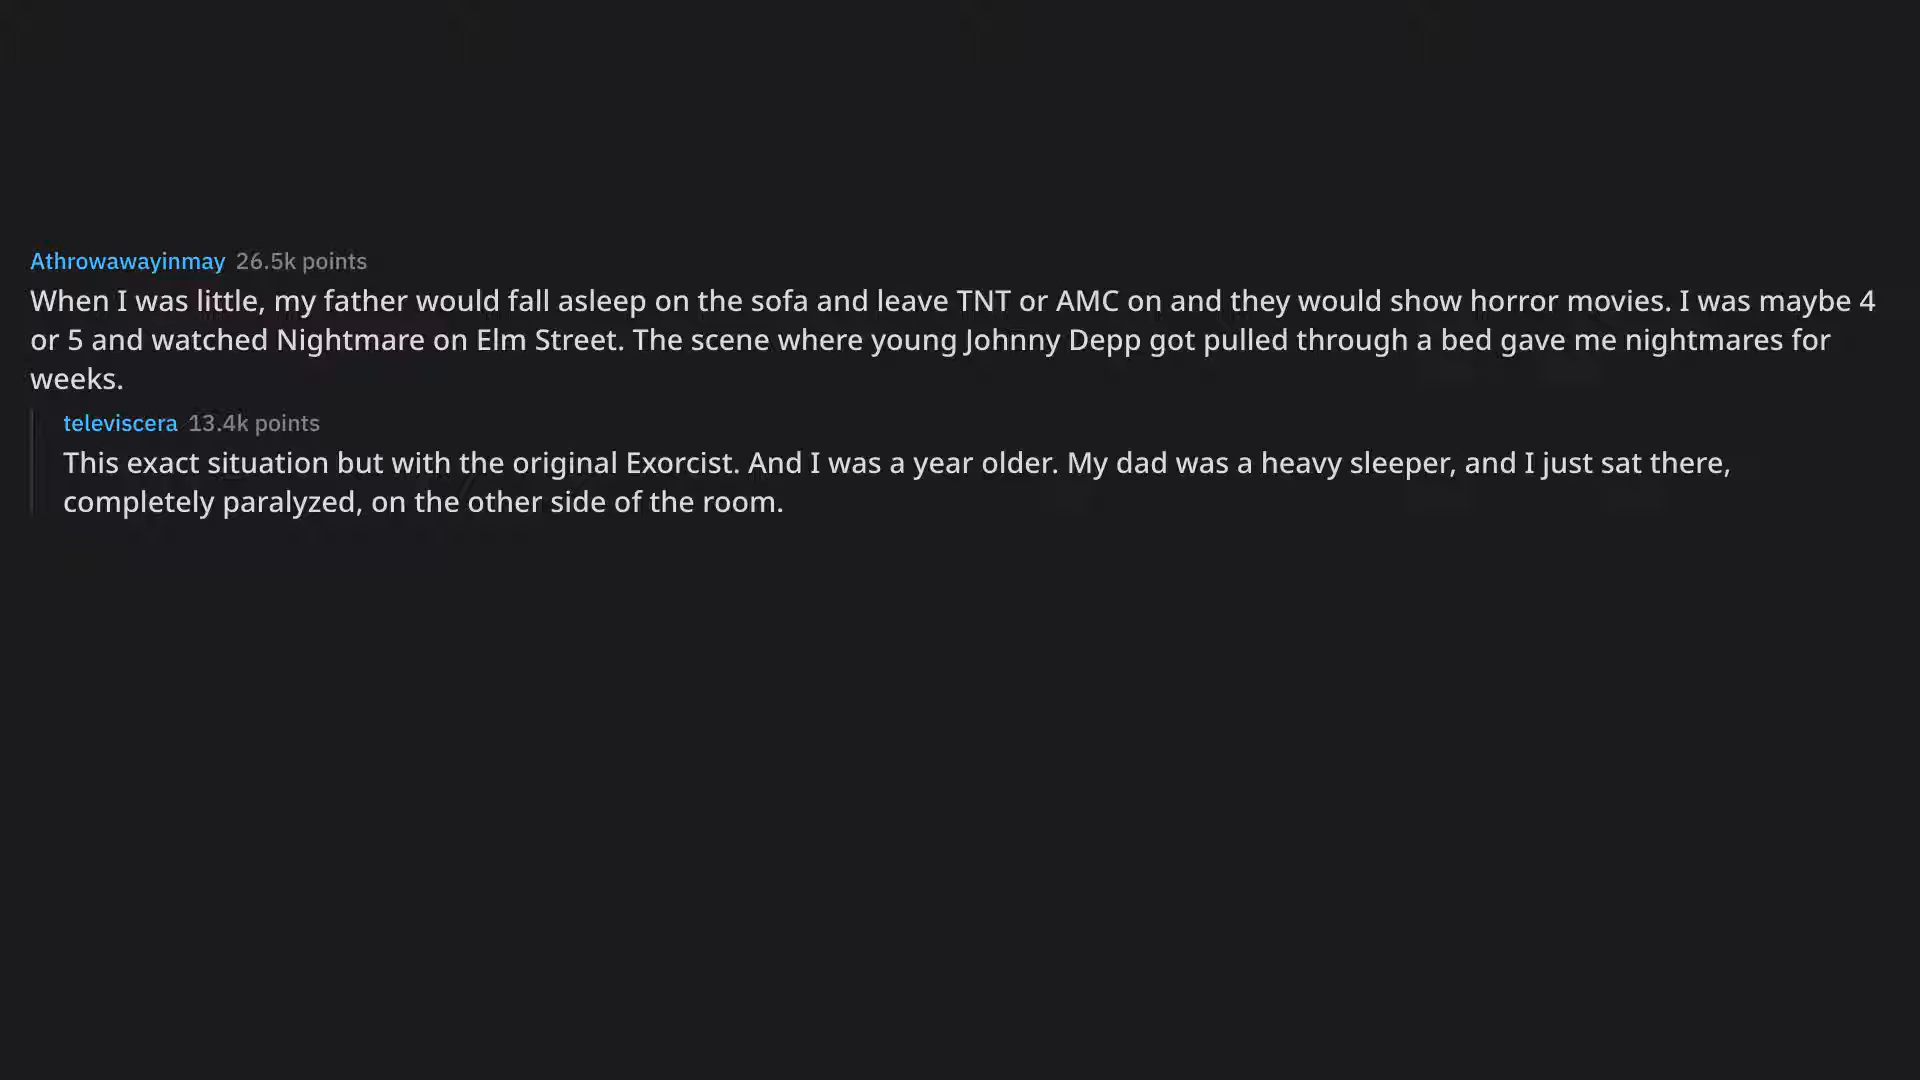 Athrowawayinmay 26.5k points
When I was little, my father would fall asleep on the sofa and leave TNT or AMC on and they would show horror movies. I was maybe 4
or 5 and watched Nightmare on Elm Street. The scene where young Johnny Depp got pulled through a bed gave me nightmares for
weeks.
televiscera 13.4k points
This exact situation but with the original Exorcist. And I was a year older. My dad was a heavy sleeper, and I just sat there,
completely paralyzed, on the other side of the room.